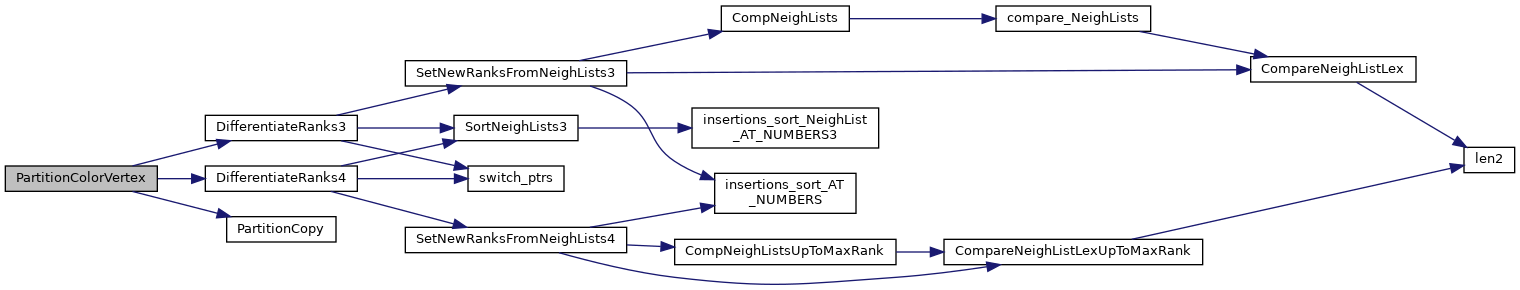 PartitionColorVertex
DifferentiateRanks3
DifferentiateRanks4
PartitionCopy
SetNewRanksFromNeighLists3
SortNeighLists3
switch_ptrs
SetNewRanksFromNeighLists4
CompNeighLists
insertions_sort_NeighList
_AT_NUMBERS3
insertions_sort_AT
_NUMBERS
CompNeighListsUpToMaxRank
compare_NeighLists
CompareNeighListLexUpToMaxRank
CompareNeighListLex
len2